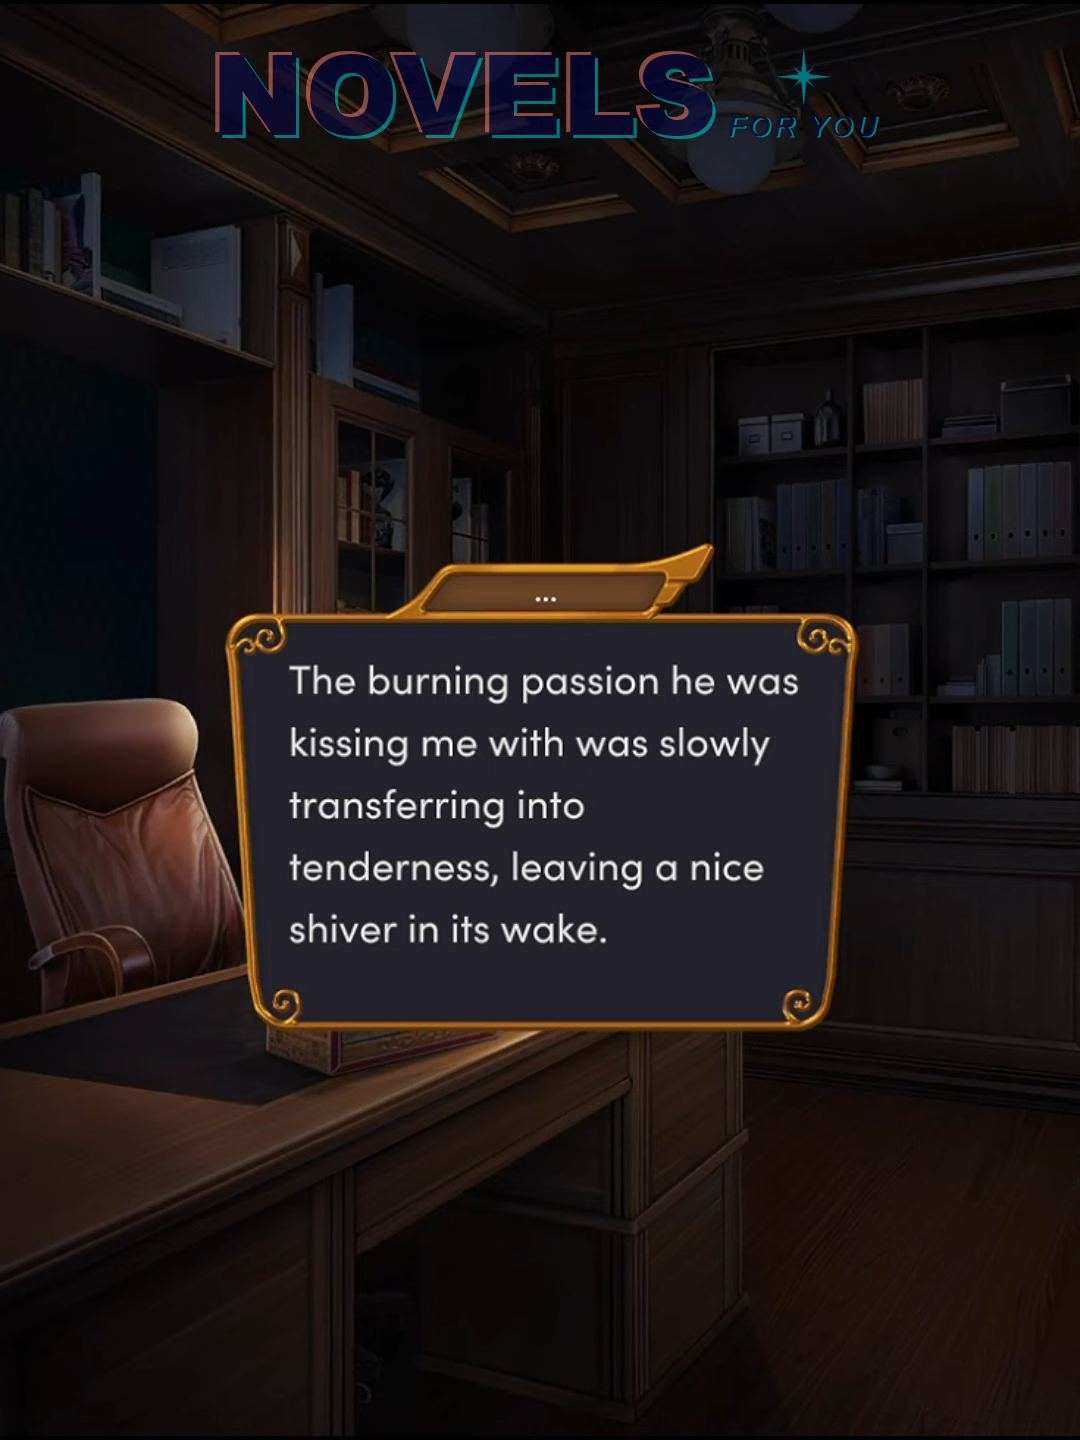 NOVELS
FOR YOU
...
The burning passion he was
kissing me with was slowly
transferring into
tenderness, leaving a nice
shiver in its wake.